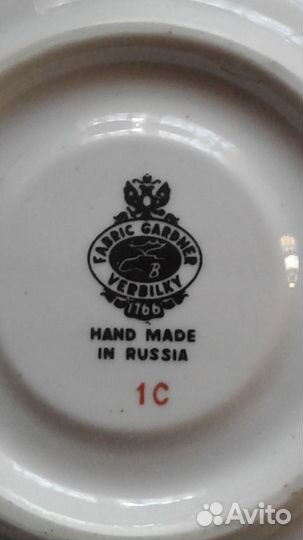 FABRIC GARDNER
B
VERBILKY
1766
HAND MADE
IN RUSSIA
1C
Avito